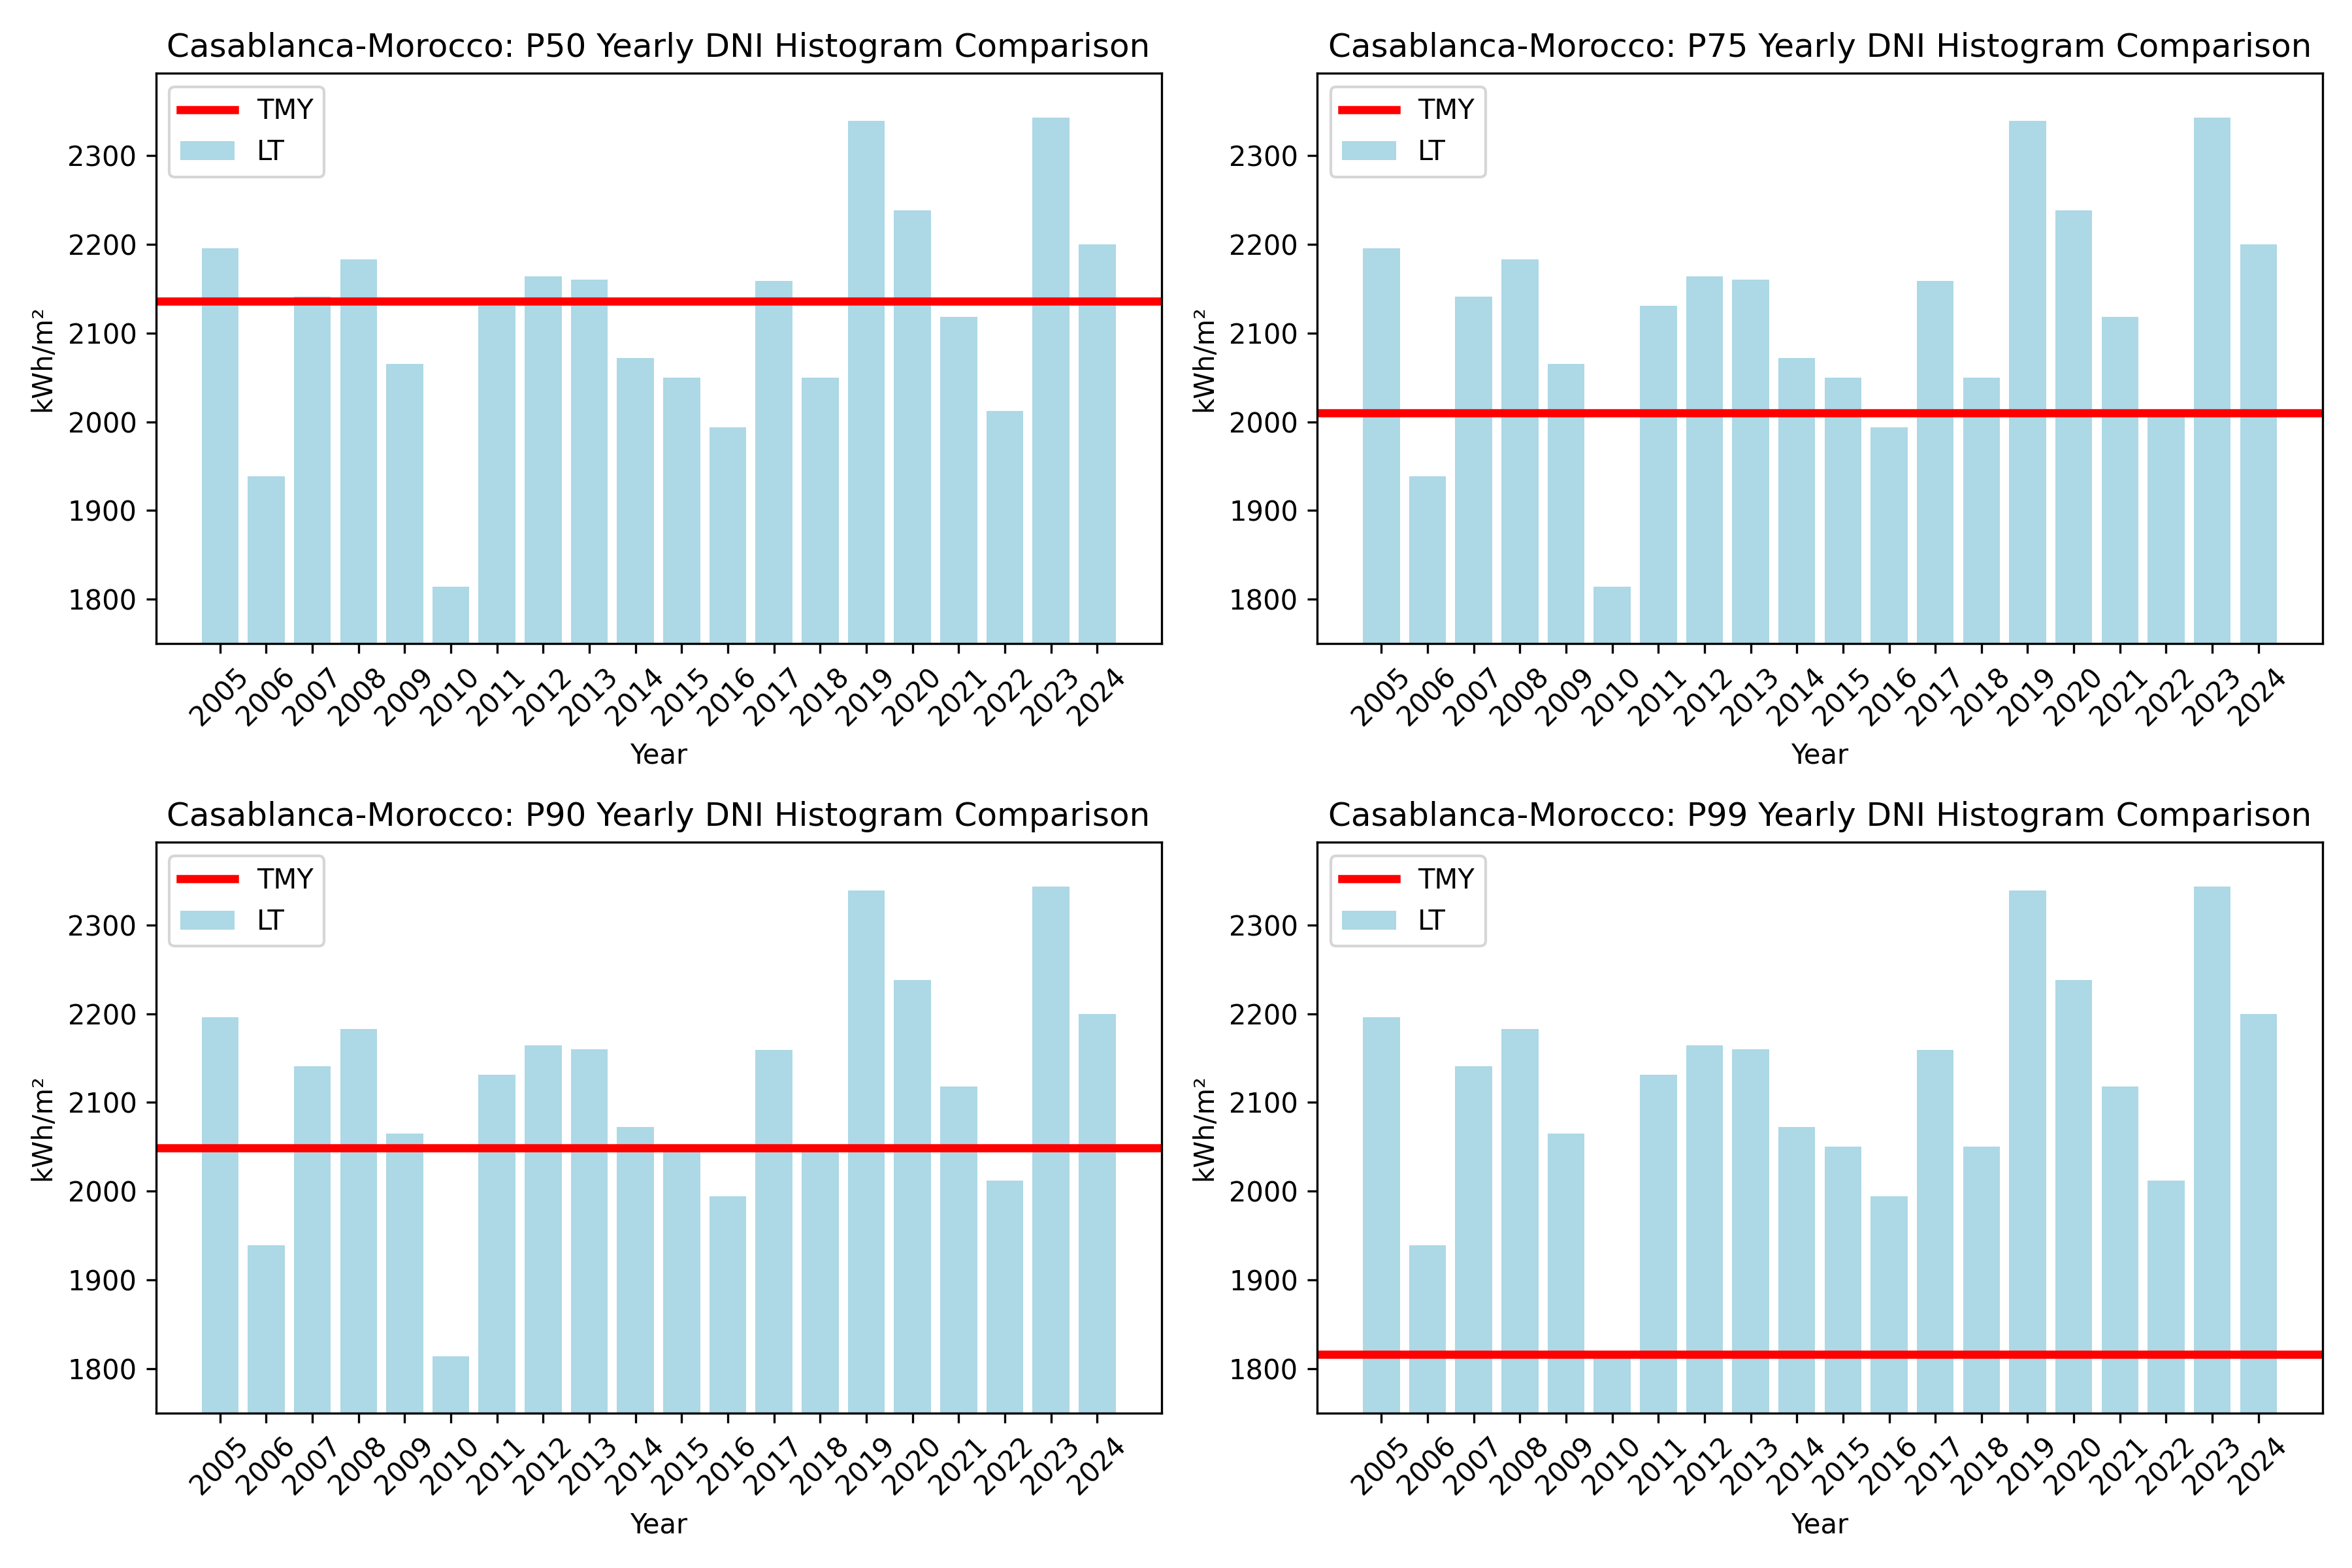 Casablanca-Morocco: P50 Yearly DNI Histogram Comparison
TMY
LT
2300
2200
2100
2000
1900
1800
kWh/m²
2005 2006 2007 2008 2009 2010 2011 2012 2013 2014 2015 2016 2017 2018 2019 2020 2021 2022 2023 2024
Year
Casablanca-Morocco: P75 Yearly DNI Histogram Comparison
TMY
LT
2300
2200
2100
2000
1900
1800
kWh/m²
2005 2006 2007 2008 2009 2010 2011 2012 2013 2014 2015 2016 2017 2018 2019 2020 2021 2022 2023 2024
Year
Casablanca-Morocco: P90 Yearly DNI Histogram Comparison
TMY
LT
2300
2200
2100
2000
1900
1800
kWh/m²
2005 2006 2007 2008 2009 2010 2011 2012 2013 2014 2015 2016 2017 2018 2019 2020 2021 2022 2023 2024
Year
Casablanca-Morocco: P99 Yearly DNI Histogram Comparison
TMY
LT
2300
2200
2100
2000
1900
1800
kWh/m²
2005 2006 2007 2008 2009 2010 2011 2012 2013 2014 2015 2016 2017 2018 2019 2020 2021 2022 2023 2024
Year